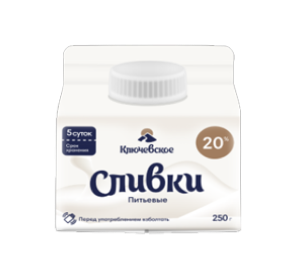 5 суток
Срок
хранения
Ключевское
20%
Сливки
Питьевые
Перед употреблением взболтать
250 г